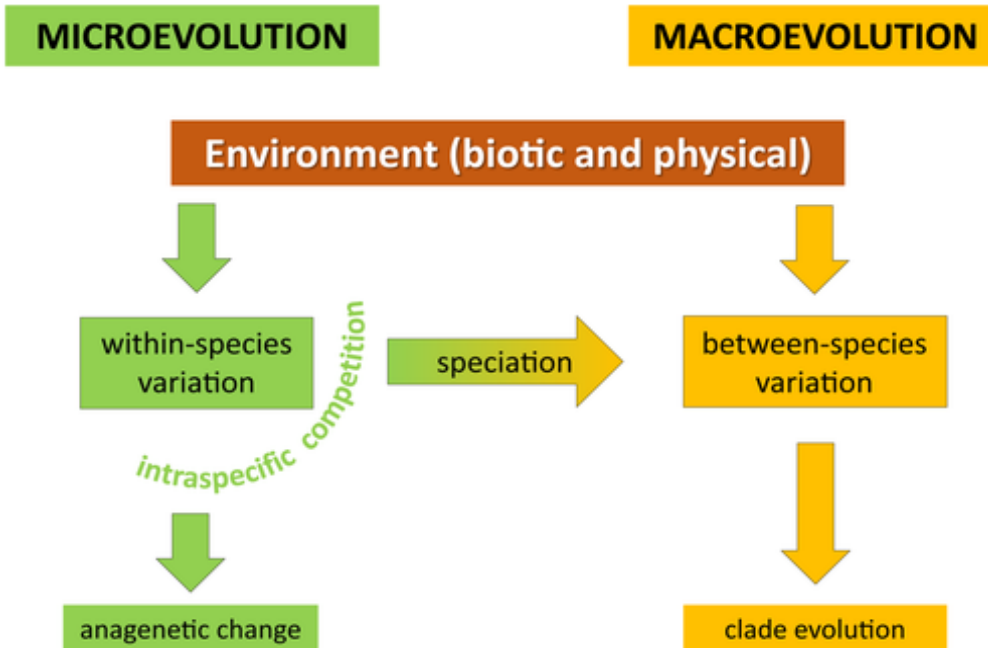 MICROEVOLUTION
MACROEVOLUTION
Environment (biotic and physical)
within-species
variation
intraspecific competition
speciation
between-species
variation
anagenetic change
clade evolution